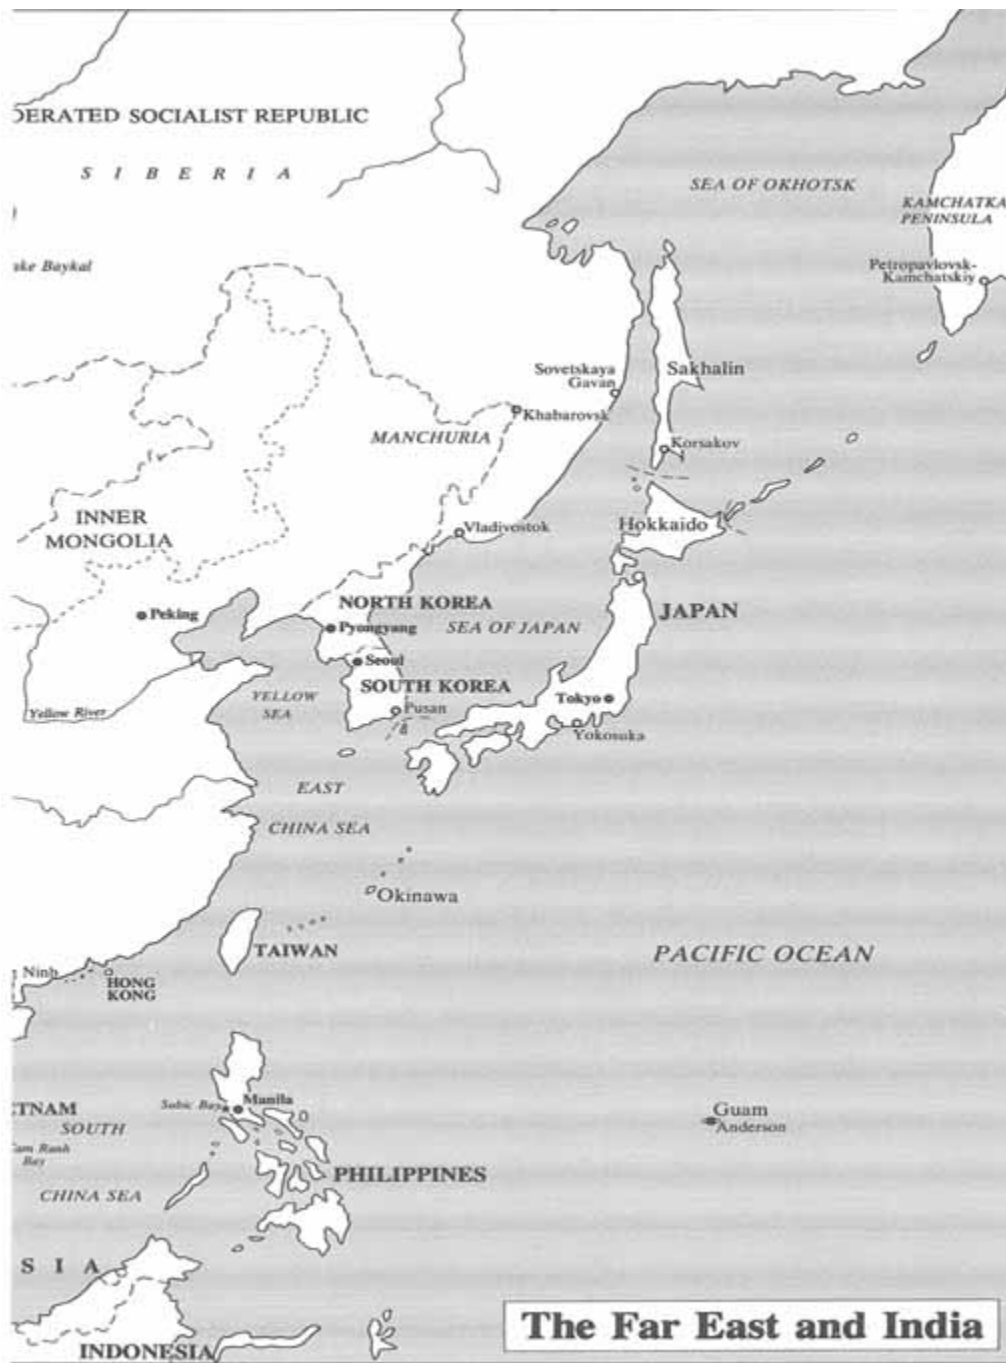 DERATED SOCIALIST REPUBLIC
S I B E R I A
SEA OF OKHOTSK
KAMCHATKA
PENINSULA
ake Baykal
Petropavlovsk-
Kamchatskiy
Sovetskaya
Gavan
Sakhalin
Khabarovsk
MANCHURIA
Korsakov
INNER
MONGOLIA
Vladivostok
Hokkaido
NORTH KOREA
JAPAN
Peking
Pyongyang
SEA OF JAPAN
Seoul
SOUTH KOREA
YELLOW
SEA
Tokyo
Yellow River
Pusan
Yokosuka
EAST
CHINA SEA
Okinawa
TAIWAN
PACIFIC OCEAN
Ninh
HONG
KONG
ETNAM
Subic Bay
Manila
Guam
Anderson
SOUTH
Cam Ranh
Bay
CHINA SEA
PHILIPPINES
S I A
The Far East and India
INDONESIA